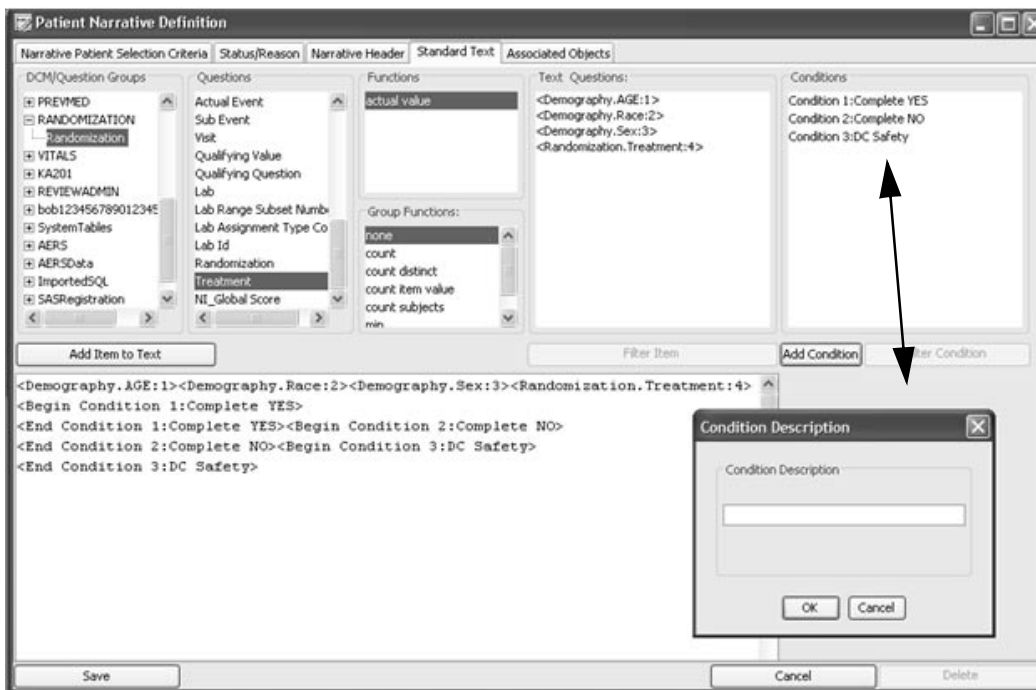 Patient Narrative Definition
Narrative Patient Selection Criteria Status/Reason Narrative Header Standard Text Associated Objects
DCM/Question Groups
PREVMED
RANDOMIZATION
Randomization
VITALS
KA201
REVIEWADMIN
bob123456789012345
SystemTables
AERS
AERSData
ImportedSQL
SASRegistration
Questions
Actual Event
Sub Event
Visit
Qualifying Value
Qualifying Question
Lab
Lab Range Subset Numb
Lab Assignment Type Co
Lab Id
Randomization
Treatment
NI_Global Score
Functions
actual value
Group Functions:
none
count
count distinct
count item value
count subjects
min
Text Questions:
<Demography.AGE:1>
<Demography.Race:2>
<Demography.Sex:3>
<Randomization.Treatment:4>
Conditions
Condition 1:Complete YES
Condition 2:Complete NO
Condition 3:DC Safety
Add Item to Text
Filter Item
Add Condition
Condition
<Demography.AGE:1><Demography.Race:2><Demography.Sex:3><Randomization.Treatment:4>
<Begin Condition 1:Complete YES>
<End Condition 1:Complete YES><Begin Condition 2:Complete NO>
<End Condition 2:Complete NO><Begin Condition 3:DC Safety>
<End Condition 3:DC Safety>
Condition Description
Condition Description
OK
Cancel
Save
Cancel
Delete